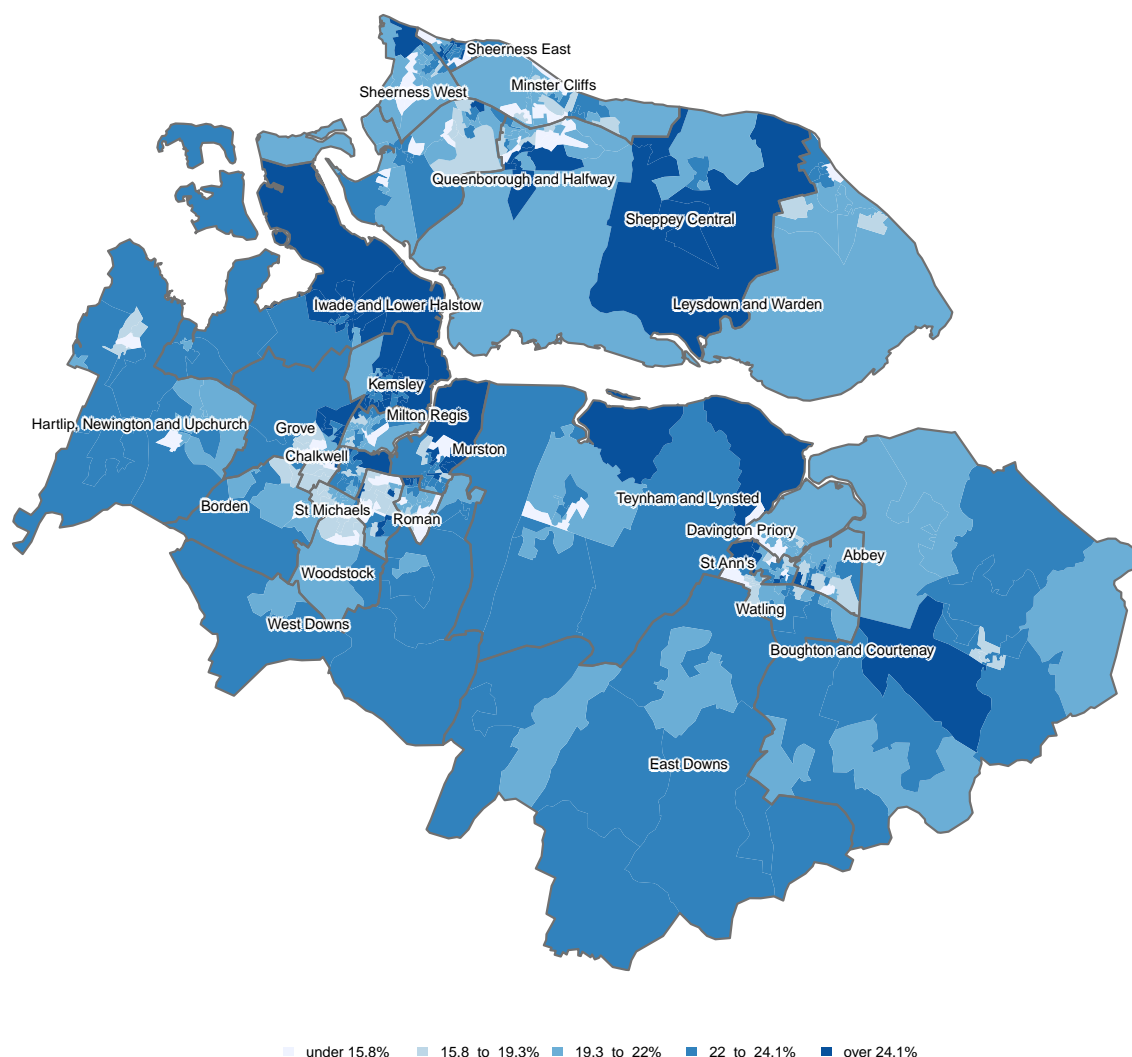 Sheerness East
Minster Cliffs
Sheerness West
Queenborough and Halfway
Sheppey Central
Iwade and Lower Halstow
Leysdown and Warden
Kemsley
Milton Regis
Hartlip, Newington and Upchurch
Grove
Chalkwell
Murston
Borden
St Michaels
Roman
Teynham and Lynsted
Davington Priory
Abbey
St Ann's
Woodstock
Watling
West Downs
Boughton and Courtenay
East Downs
under 15.8%
15.8 to 19.3%
19.3 to 22%
22 to 24.1%
over 24.1%